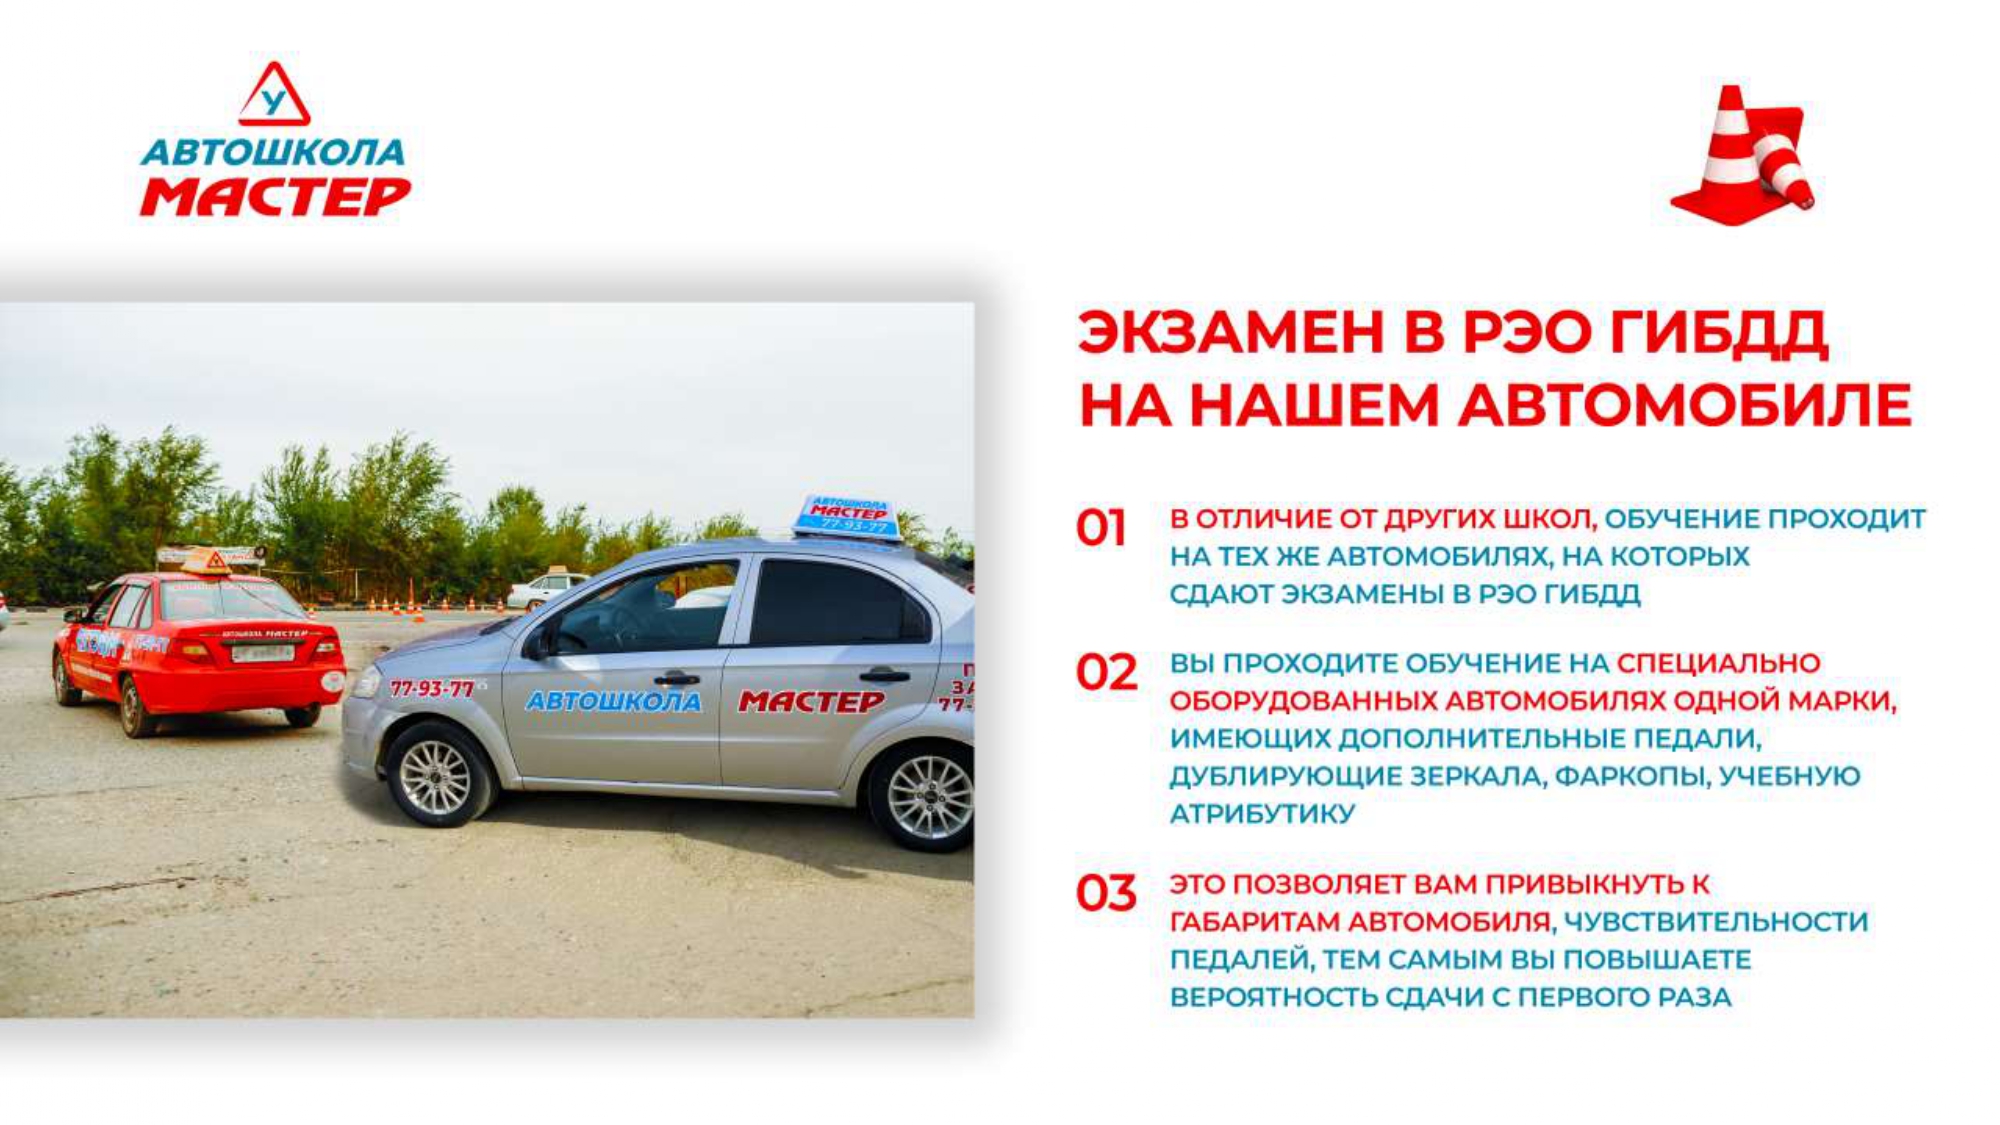 У
АВТОШКОЛА
МАСТЕР
ЭКЗАМЕН В РЭО ГИБДД
НА НАШЕМ АВТОМОБИЛЕ
01
В ОТЛИЧИЕ ОТ ДРУГИХ ШКОЛ, ОБУЧЕНИЕ ПРОХОДИТ
НА ТЕХ ЖЕ АВТОМОБИЛЯХ, НА КОТОРЫХ
СДАЮТ ЭКЗАМЕНЫ В РЭО ГИБДД
02
ВЫ ПРОХОДИТЕ ОБУЧЕНИЕ НА СПЕЦИАЛЬНО
ОБОРУДОВАННЫХ АВТОМОБИЛЯХ ОДНОЙ МАРКИ,
ИМЕЮЩИХ ДОПОЛНИТЕЛЬНЫЕ ПЕДАЛИ,
ДУБЛИРУЮЩИЕ ЗЕРКАЛА, ФАРКОПЫ, УЧЕБНУЮ
АТРИБУТИКУ
03
ЭТО ПОЗВОЛЯЕТ ВАМ ПРИВЫКНУТЬ К
ГАБАРИТАМ АВТОМОБИЛЯ, ЧУВСТВИТЕЛЬНОСТИ
ПЕДАЛЕЙ, ТЕМ САМЫМ ВЫ ПОВЫШАЕТЕ
ВЕРОЯТНОСТЬ СДАЧИ С ПЕРВОГО РАЗА
АВТОШКОЛА
МАСТЕР
77-93-77
АВТОШКОЛА МАСТЕР
77-93-77
АВТОШКОЛА МАСТЕР